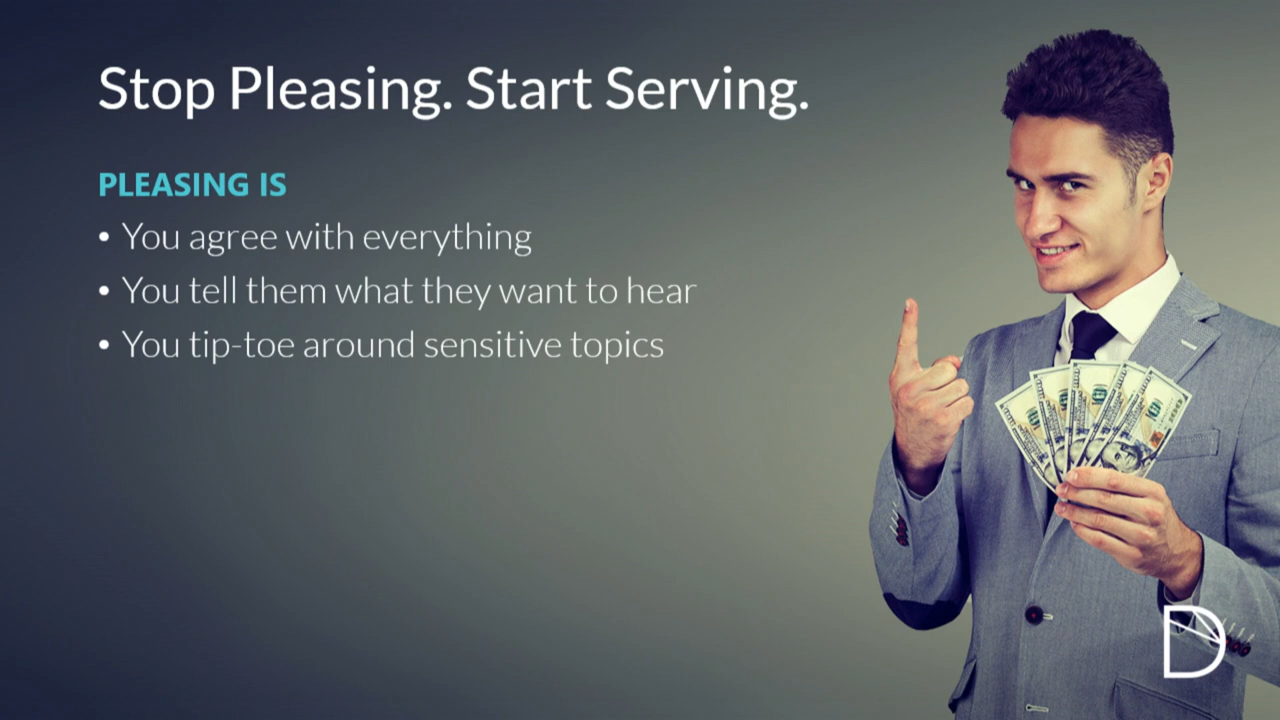 Stop Pleasing. Start Serving.
PLEASING IS
• You agree with everything
• You tell them what they want to hear
• You tip-toe around sensitive topics
D